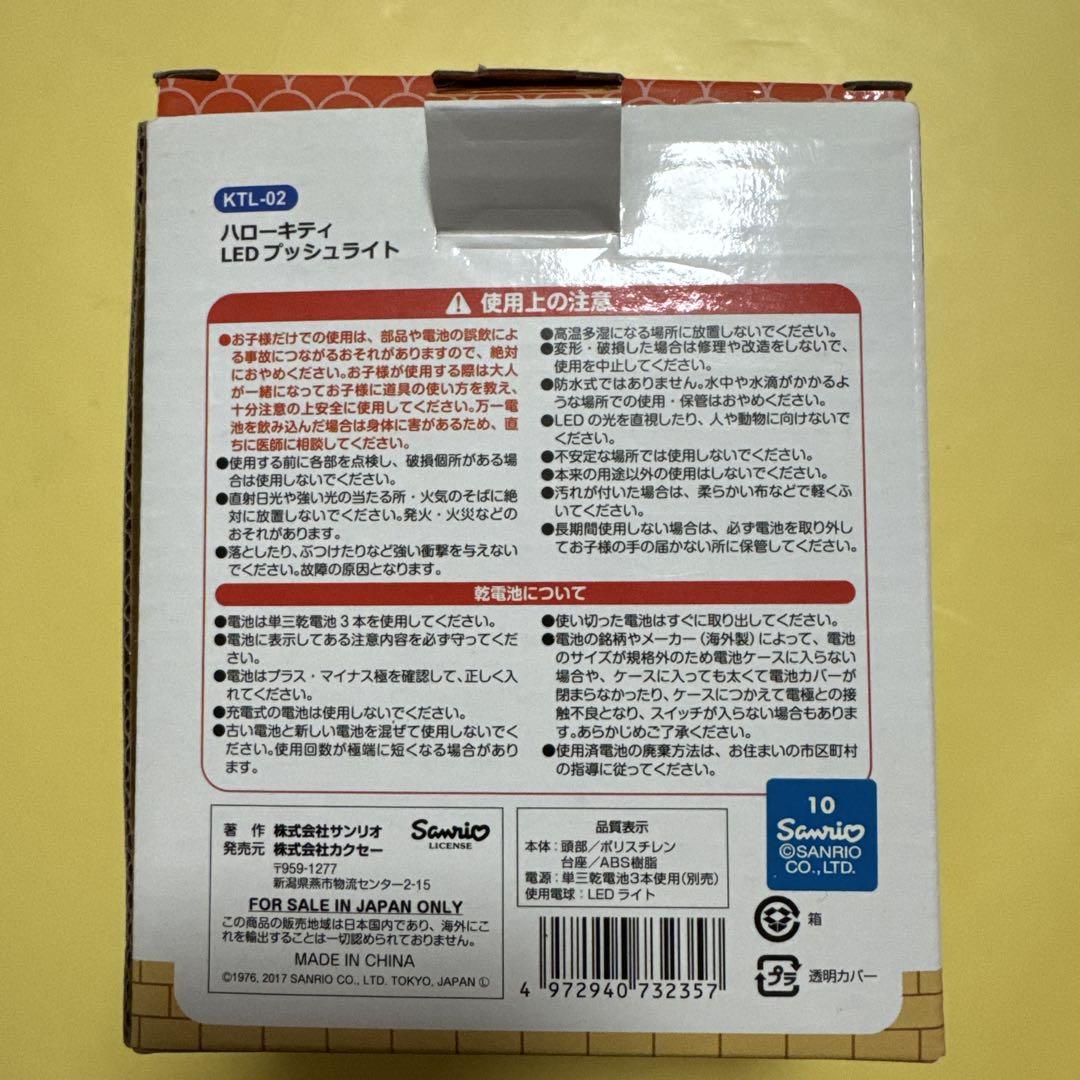 KTL-02
ハローキティ
LEDプッシュライト
使用上の注意
●お子様だけでの使用は、部品や電池の誤飲によ
る事故につながるおそれがありますので、絶対
におやめください。お子様が使用する際は大人
が一緒になってお子様に道具の使い方を教え、
十分注意の上安全に使用してください。万一電
池を飲み込んだ場合は身体に害があるため、直
ちに医師に相談してください。
●使用する前に各部を点検し、破損個所がある場
合は使用しないでください。
●直射日光や強い光の当たる所・火気のそばに絶
対に放置しないでください。発火・火災などの
おそれがあります。
●落としたり、ぶつけたりなど強い衝撃を与えない
でください。故障の原因となります。
●高温多湿になる場所に放置しないでください。
●変形・破損した場合は修理や改造をしないで、
使用を中止してください。
●防水式ではありません。水中や水滴がかかるよ
うな場所での使用・保管はおやめください。
●LEDの光を直視したり、人や動物に向けないで
ください。
●不安定な場所では使用しないでください。
●本来の用途以外の使用はしないでください。
●汚れが付いた場合は、柔らかい布などで軽くふ
いてください。
●長期間使用しない場合は、必ず電池を取り外し
てお子様の手の届かない所に保管してください。
乾電池について
●電池は単三乾電池3本を使用してください。
●電池に表示してある注意内容を必ず守ってくだ
さい。
●電池はプラス・マイナス極を確認して、正しく入
れてください。
●充電式の電池は使用しないでください。
●古い電池と新しい電池を混ぜて使用しないでく
ださい。使用回数が極端に短くなる場合があり
ます。
●使い切った電池はすぐに取り出してください。
●電池の銘柄やメーカー(海外製)によって、電池
のサイズが規格外のため電池ケースに入らない
場合や、ケースに入っても太くて電池カバーが
閉まらなかったり、ケースにつかえて電極との接
触不良となり、スイッチが入らない場合もありま
す。あらかじめご了承ください。
●使用済電池の廃棄方法は、お住まいの市区町村
の指導に従ってください。
著 作 株式会社サンリオ
発売元 株式会社カクセー
〒959-1277
新潟県燕市物流センター2-15
Sanrio
LICENSE
FOR SALE IN JAPAN ONLY
この商品の販売地域は日本国内であり、海外にこ
れを輸出することは一切認められておりません。
MADE IN CHINA
©1976, 2017 SANRIO CO., LTD. TOKYO, JAPAN Ⓛ
品質表示
本体:頭部/ポリスチレン
台座/ABS樹脂
電源:単三乾電池3本使用(別売)
使用電球:LEDライト
4 972940 732357
10
Sanrio
©SANRIO
CO.,LTD.
箱
プラ
透明カバー